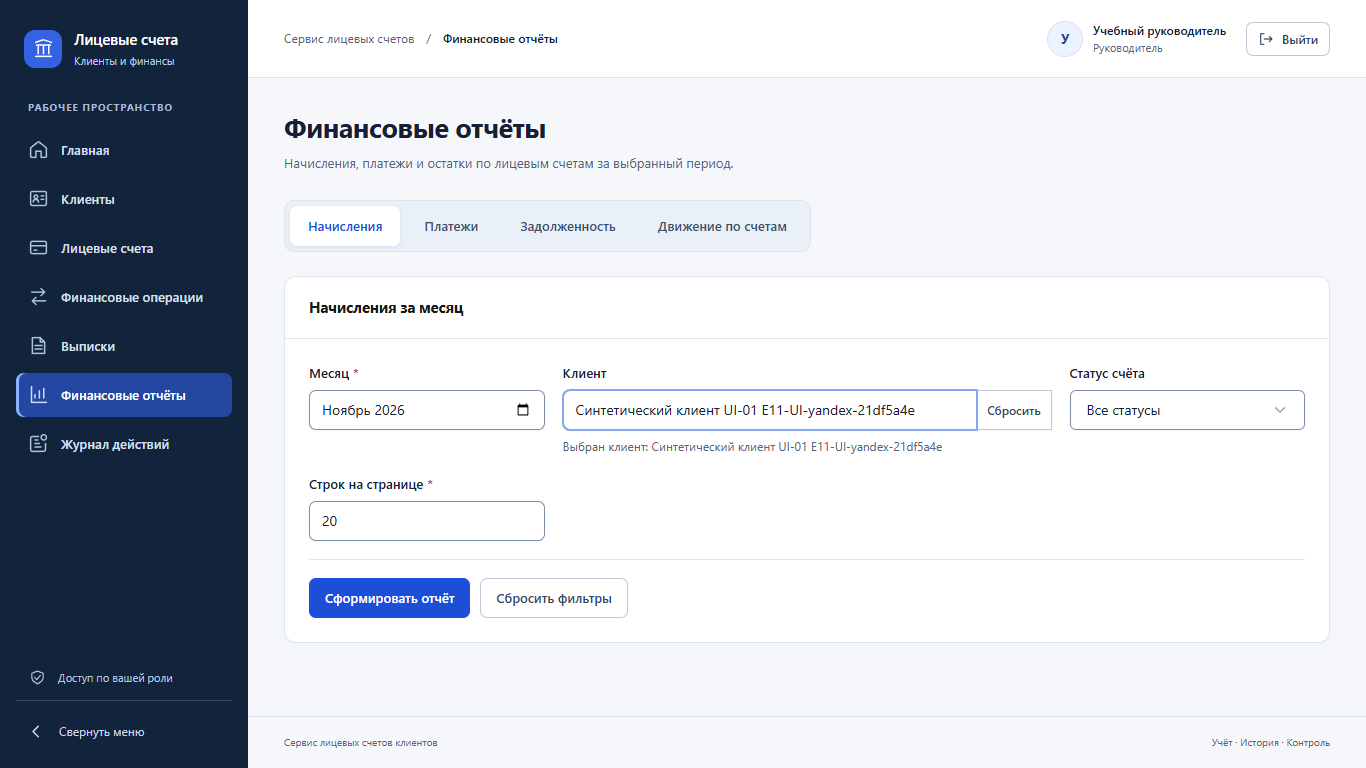 Лицевые счета
Клиенты и финансы
РАБОЧЕЕ ПРОСТРАНСТВО
Главная
Клиенты
Лицевые счета
Финансовые операции
Выписки
Финансовые отчёты
Журнал действий
Доступ по вашей роли
Свернуть меню
Сервис лицевых счетов / Финансовые отчёты
У
Учебный руководитель
Руководитель
Выйти
Финансовые отчёты
Начисления, платежи и остатки по лицевым счетам за выбранный период.
Начисления Платежи Задолженность Движение по счетам
Начисления за месяц
Месяц * Клиент Статус счёта
Ноябрь 2026 Синтетический клиент UI-01 E11-UI-yandex-21df5a4e Сбросить Все статусы
Выбран клиент: Синтетический клиент UI-01 E11-UI-yandex-21df5a4e
Строк на странице *
20
Сформировать отчёт Сбросить фильтры
Сервис лицевых счетов клиентов Учёт · История · Контроль